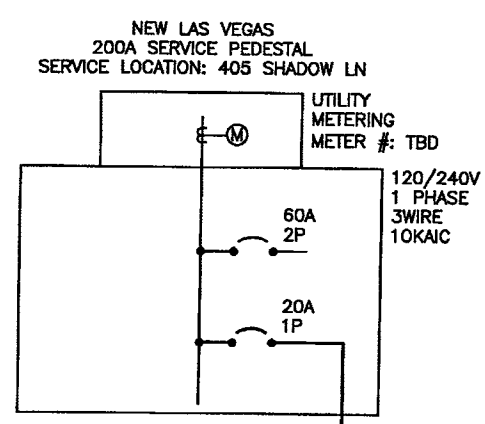 NEW LAS VEGAS
200A SERVICE PEDESTAL
SERVICE LOCATION: 405 SHADOW LN
UTILITY
METERING
METER #: TBD
M
120/240V
1 PHASE
3WIRE
10KAIC
60A
2P
20A
1P